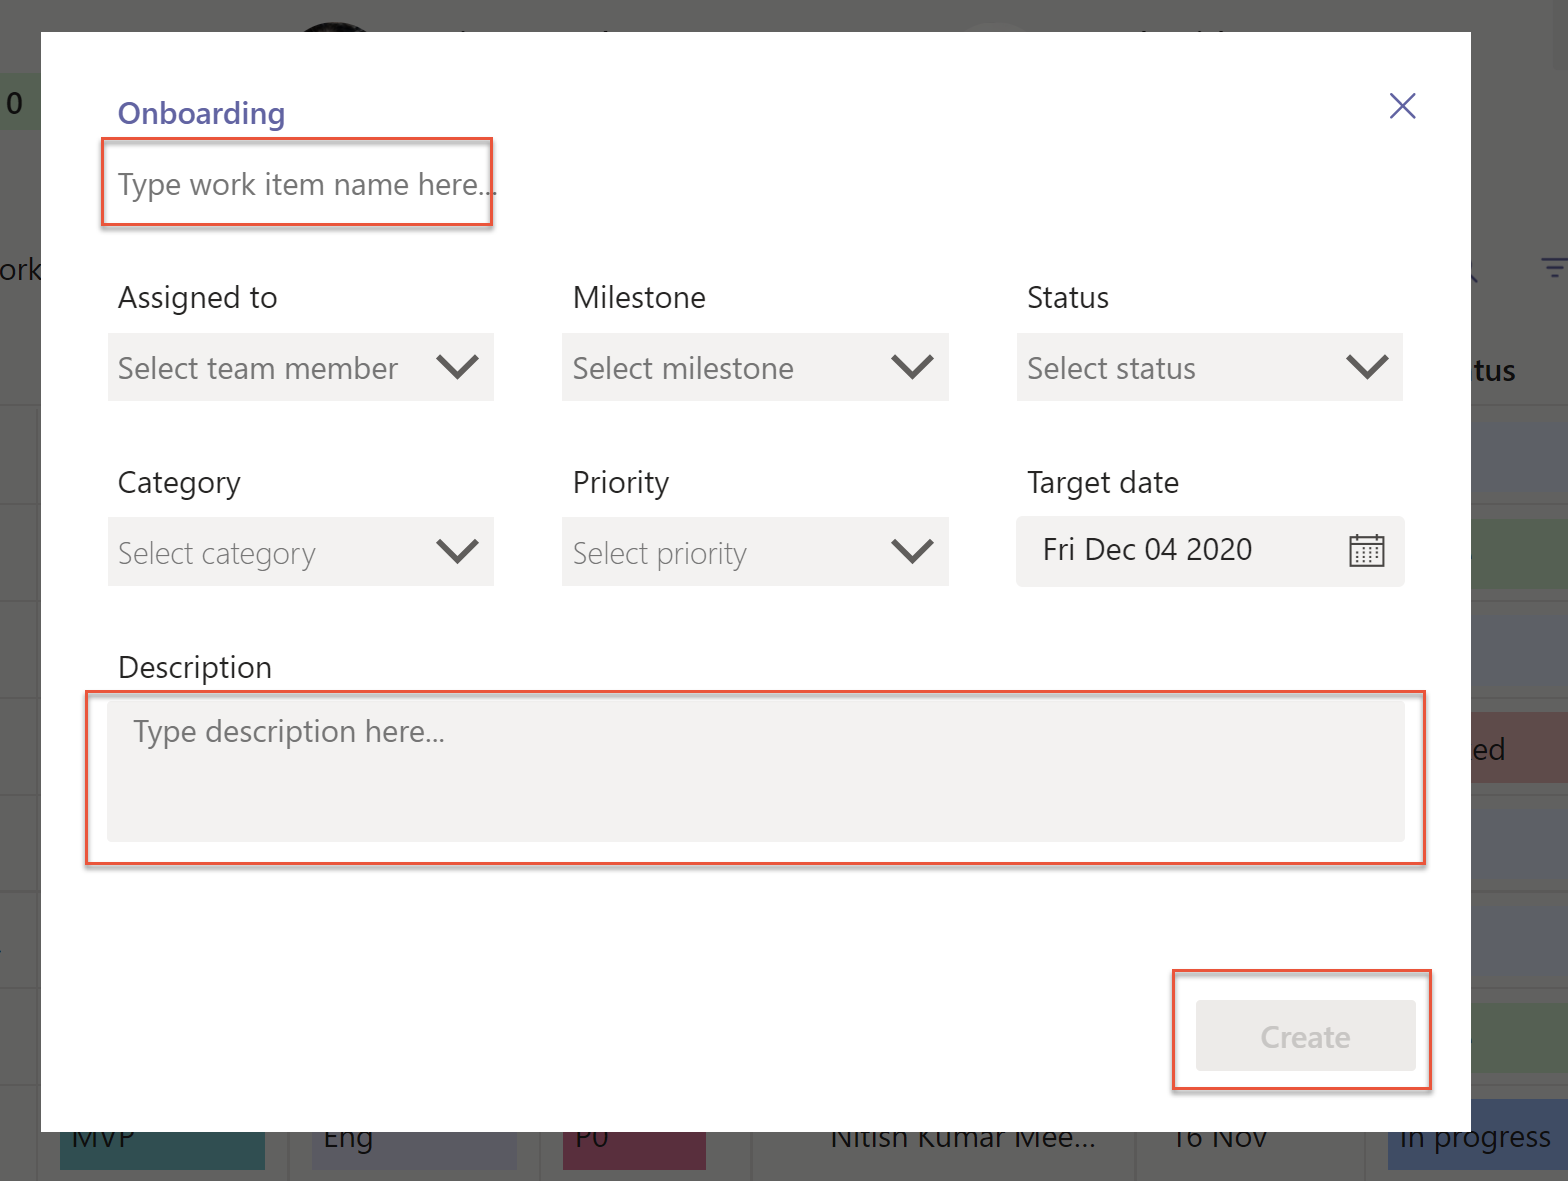 0
Onboarding
Type work item name here...
ork
Assigned to
Milestone
Status
Select team member
Select milestone
Select status
tus
Category
Priority
Target date
Select category
Select priority
Fri Dec 04 2020
Description
Type description here...
ed
Create
MVP
Eng
P0
Nitish Kumar Mee...
16 Nov
In progress